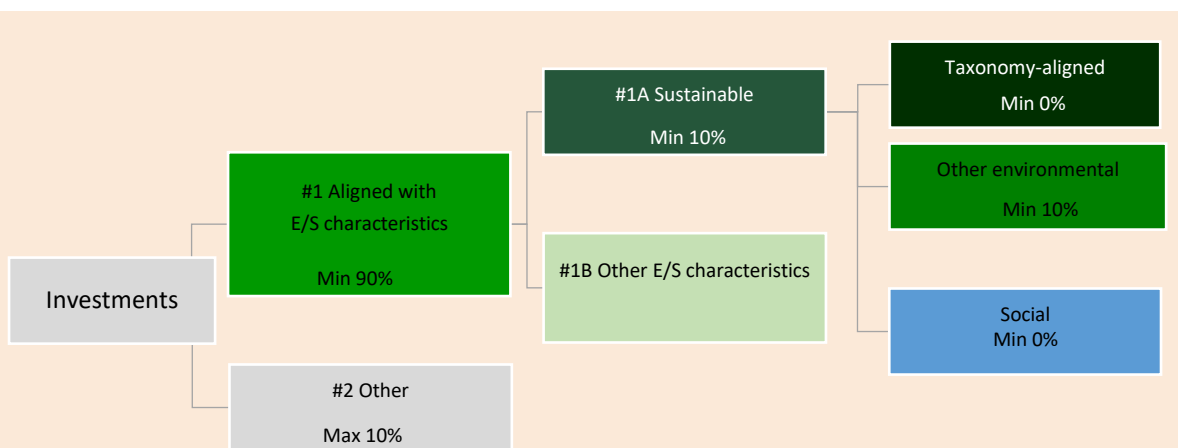 Investments
#1 Aligned with
E/S characteristics
Min 90%
#2 Other
Max 10%
#1A Sustainable
Min 10%
#1B Other E/S characteristics
Taxonomy-aligned
Min 0%
Other environmental
Min 10%
Social
Min 0%